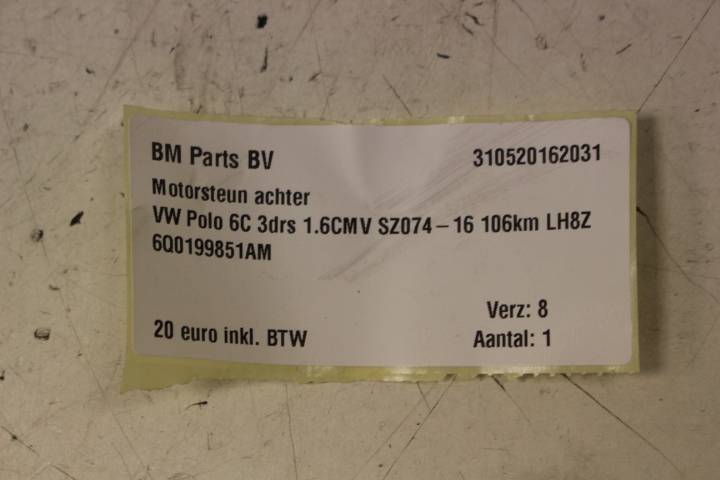 BM Parts BV 310520162031
Motorsteun achter
VW Polo 6C 3drs 1.6CMV SZ074-16 106km LH8Z
6Q0199851AM
Verz: 8
20 euro inkl. BTW Aantal: 1